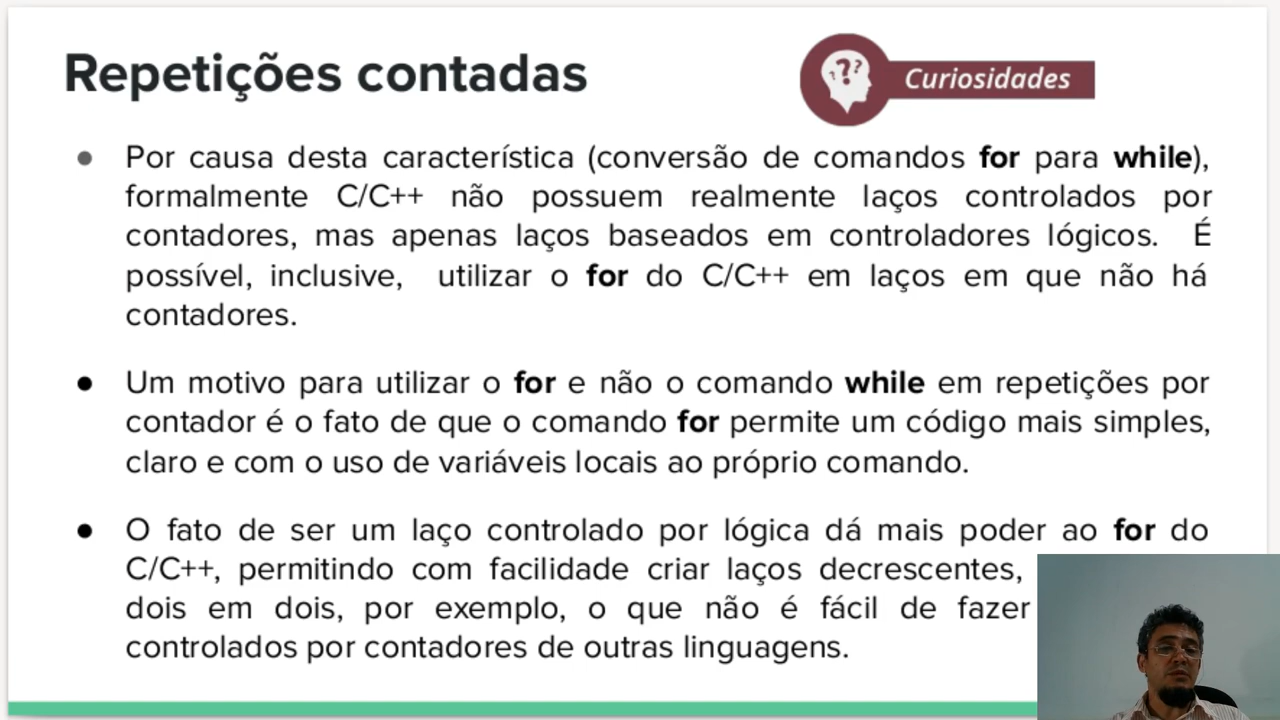 Repetições contadas
Curiosidades
Por causa desta característica (conversão de comandos for para while),
formalmente C/C++ não possuem realmente laços controlados por
contadores, mas apenas laços baseados em controladores lógicos. É
possível, inclusive, utilizar o for do C/C++ em laços em que não há
contadores.
Um motivo para utilizar o for e não o comando while em repetições por
contador é o fato de que o comando for permite um código mais simples,
claro e com o uso de variáveis locais ao próprio comando.
O fato de ser um laço controlado por lógica dá mais poder ao for do
C/C++, permitindo com facilidade criar laços decrescentes,
dois em dois, por exemplo, o que não é fácil de fazer
controlados por contadores de outras linguagens.